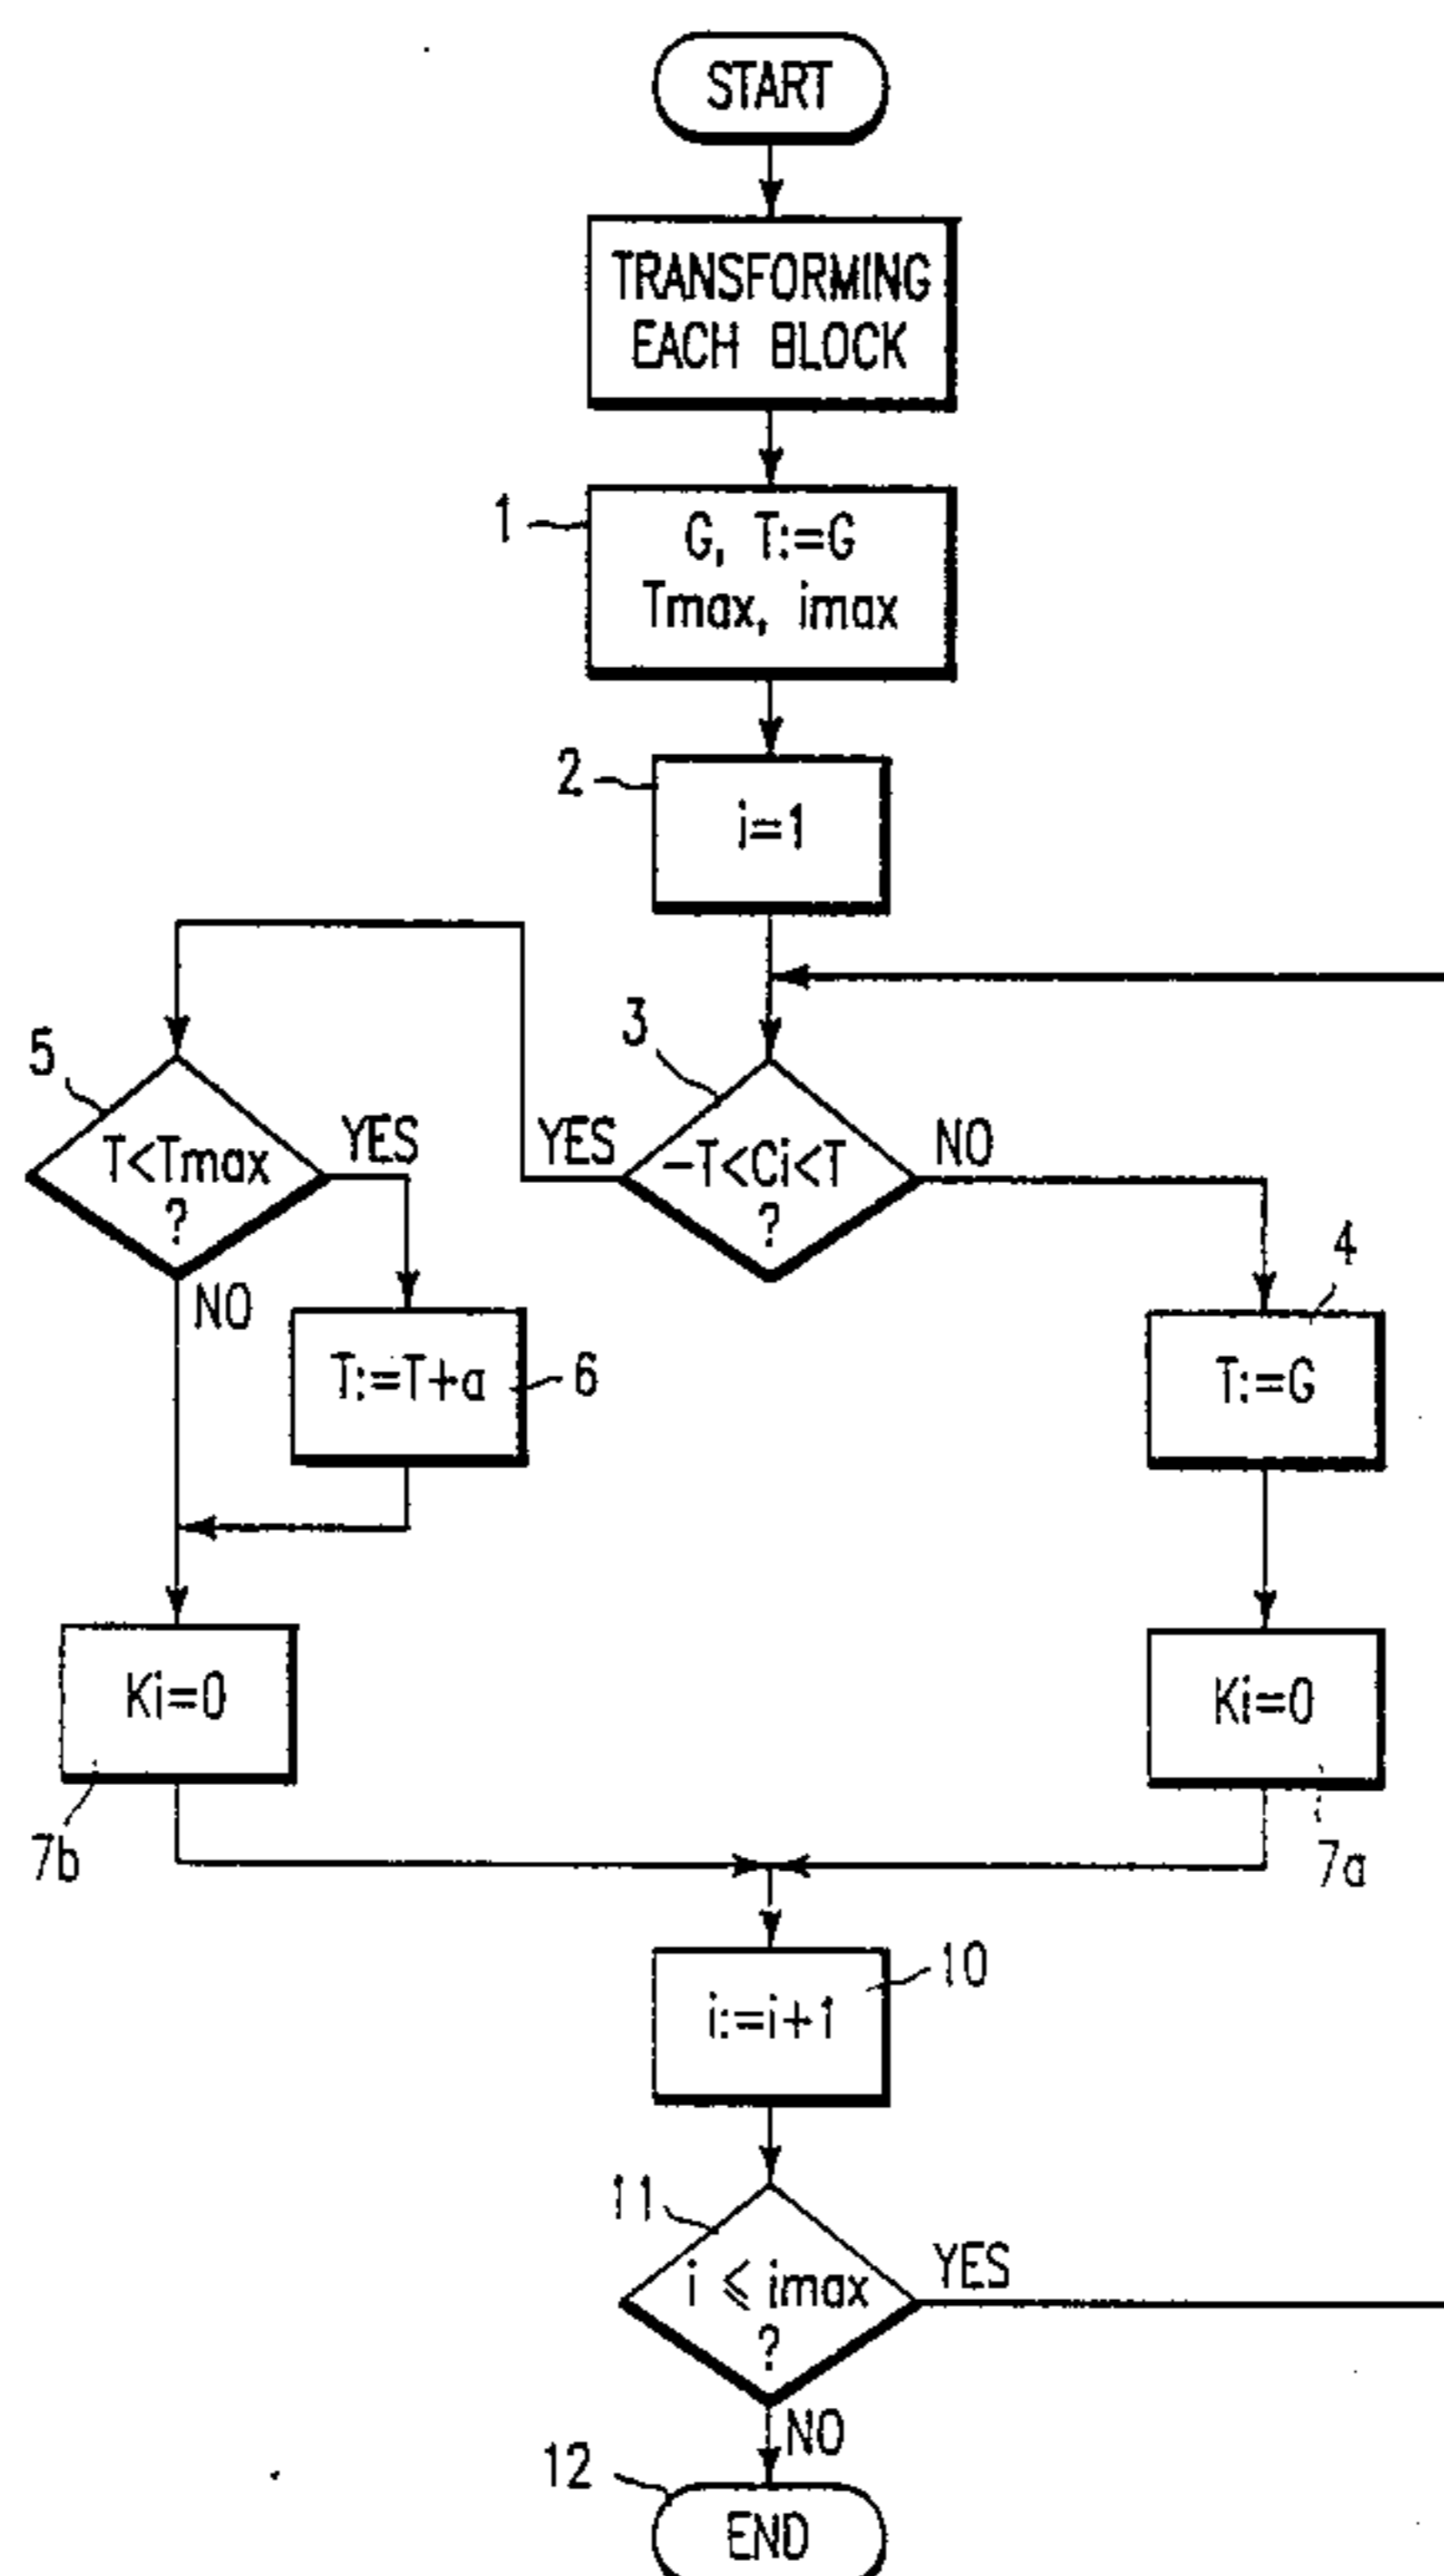 START
TRANSFORMING
EACH BLOCK
1
G, T:=G
Tmax, imax
2
i=1
3
5
T<Tmax
?
YES
NO
YES
-T<Ci<T
?
NO
4
T:=T+a
6
T:=G
Ki=0
7b
Ki=0
7a
i:=i+1
10
11
i ⩽ imax
?
YES
NO
12
END